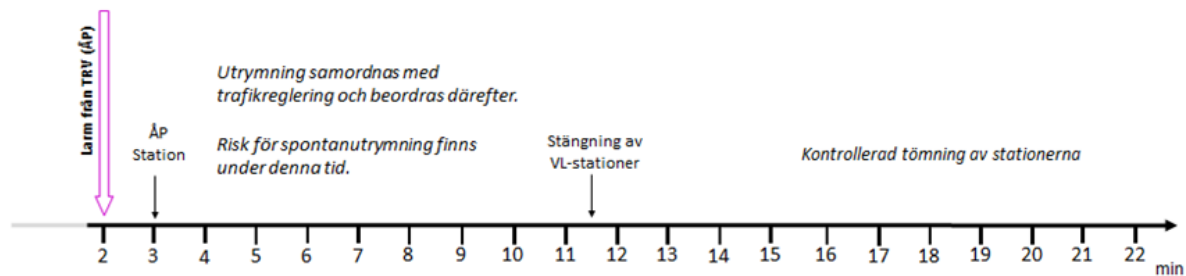 Larm från TRV (ÅP)
Utrymning samordnas med
trafikreglering och beordras därefter.
Risk för spontanutrymning finns
under denna tid.
ÅP
Station
Stängning av
VL-stationer
Kontrollerad tömning av stationerna
2 3 4 5 6 7 8 9 10 11 12 13 14 15 16 17 18 19 20 21 22
min